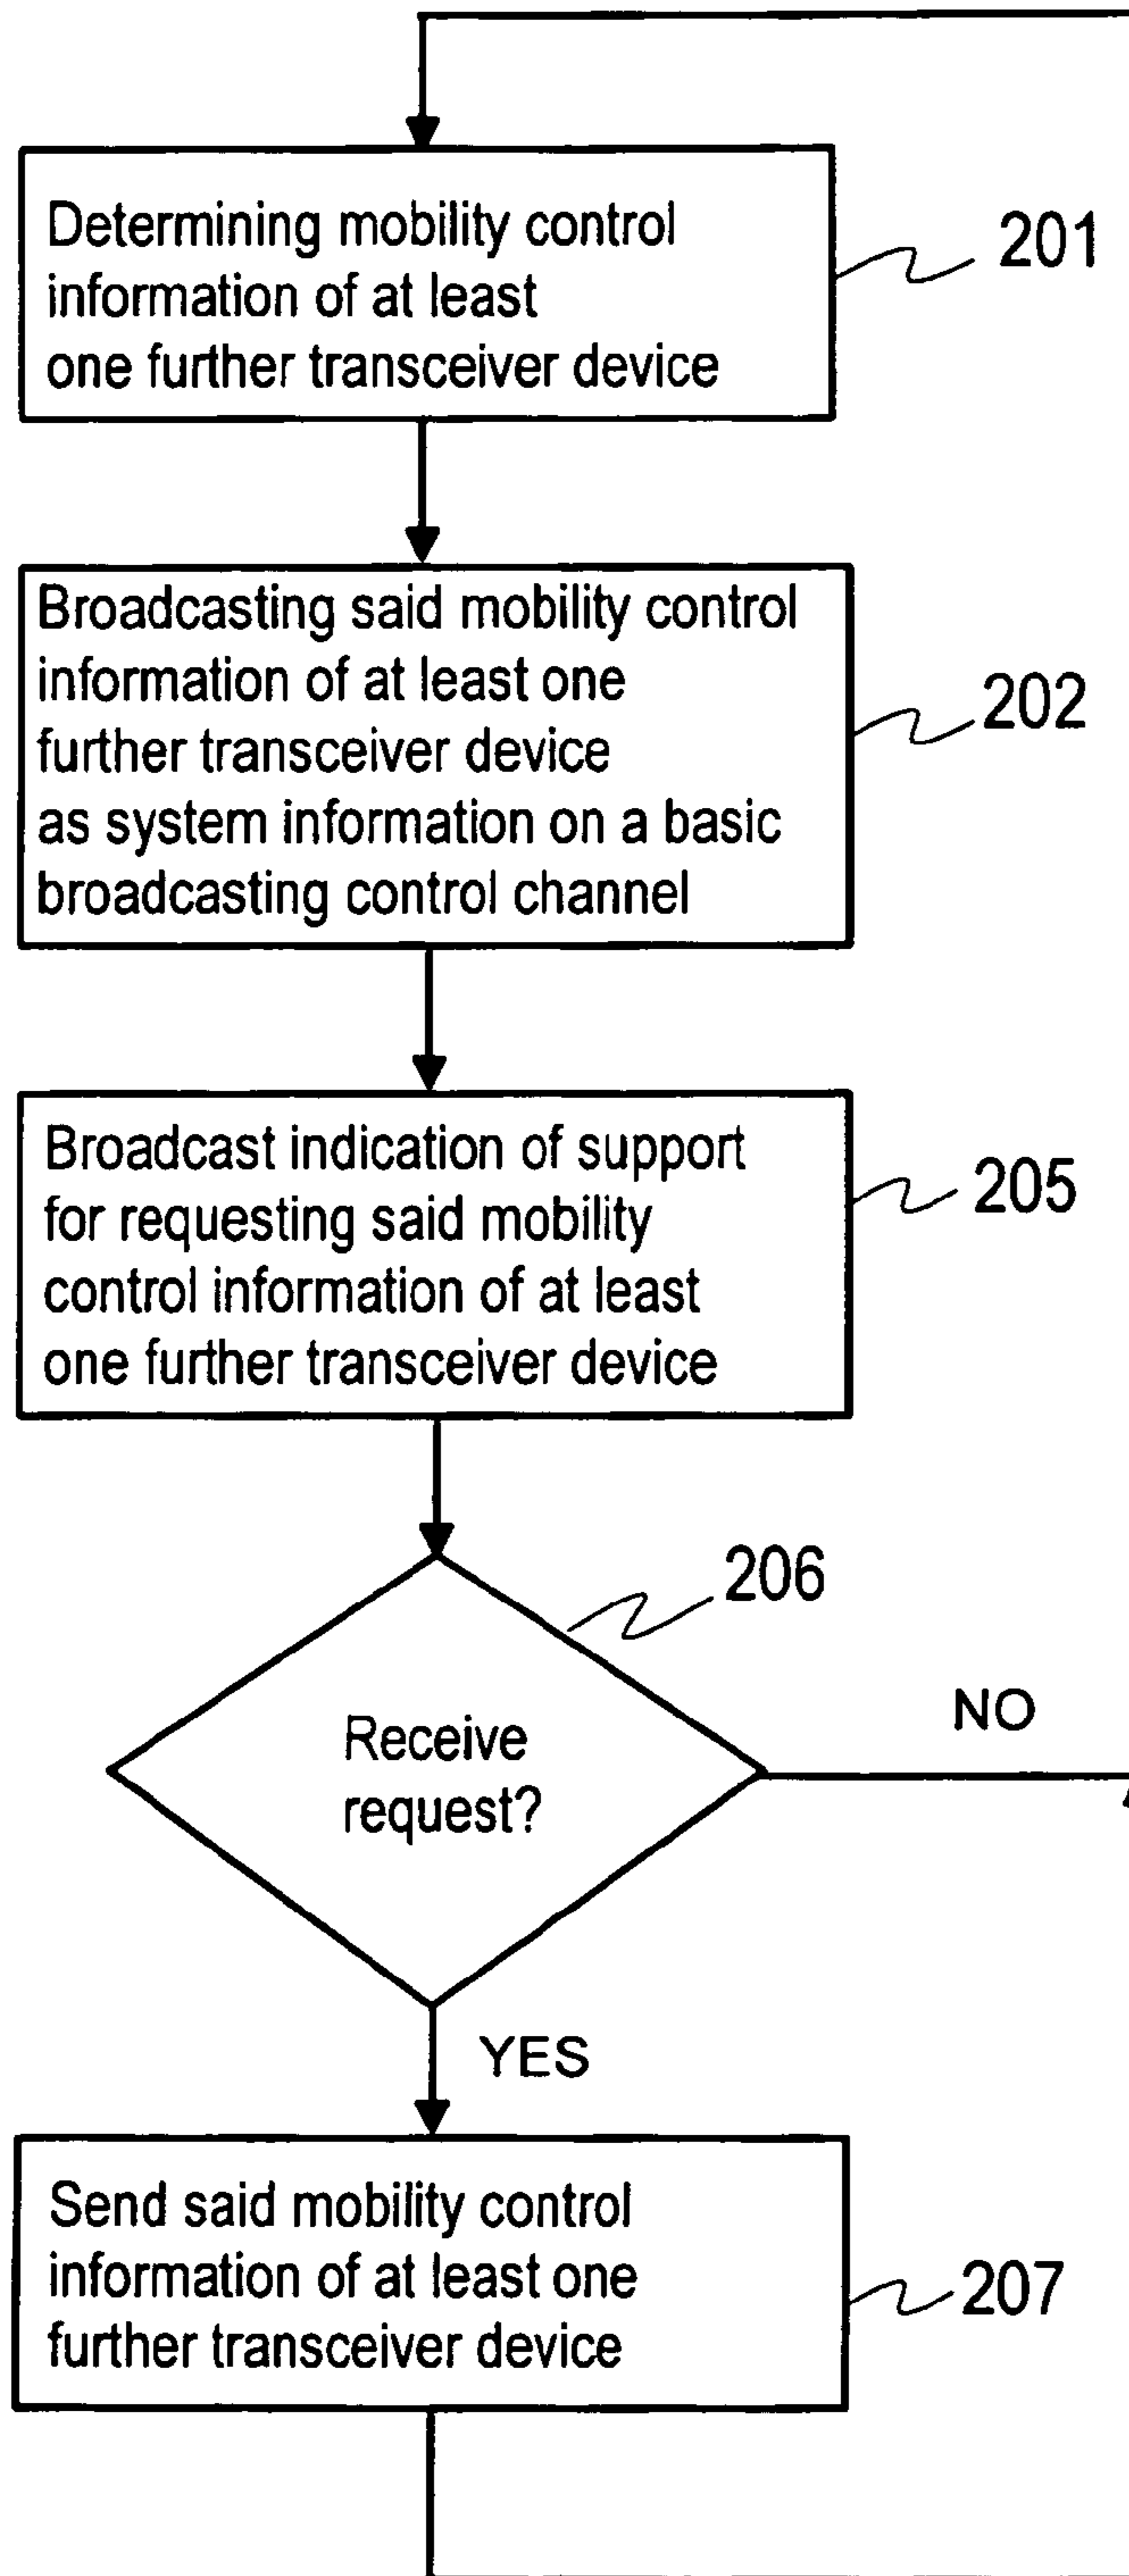 Determining mobility control
information of at least
one further transceiver device
201
Broadcasting said mobility control
information of at least one
further transceiver device
as system information on a basic
broadcasting control channel
202
Broadcast indication of support
for requesting said mobility
control information of at least
one further transceiver device
205
206
Receive
request?
NO
YES
Send said mobility control
information of at least one
further transceiver device
207